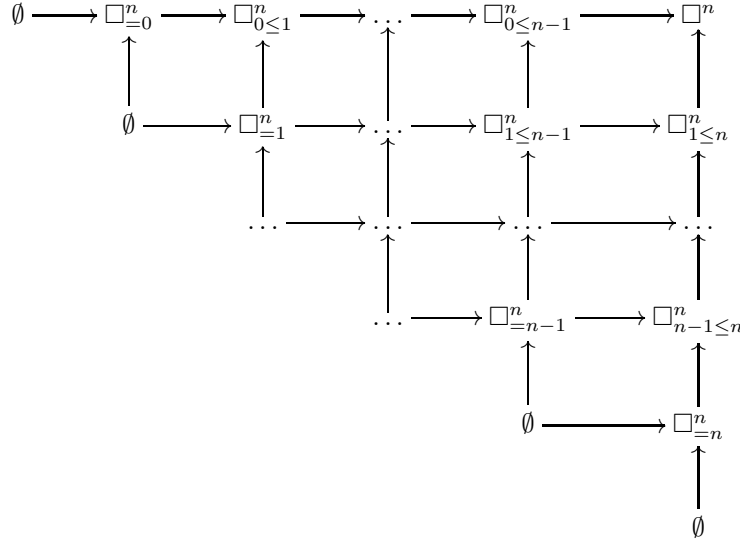 ∅ → □ⁿ₌₀ → □ⁿ₀≤₁ → … → □ⁿ₀≤ₙ₋₁ → □ⁿ
∅ → □ⁿ₌₁ → … → □ⁿ₁≤ₙ₋₁ → □ⁿ₁≤ₙ
… → … → … → …
… → □ⁿ₌ₙ₋₁ → □ⁿₙ₋₁≤ₙ
∅ → □ⁿ₌ₙ
∅